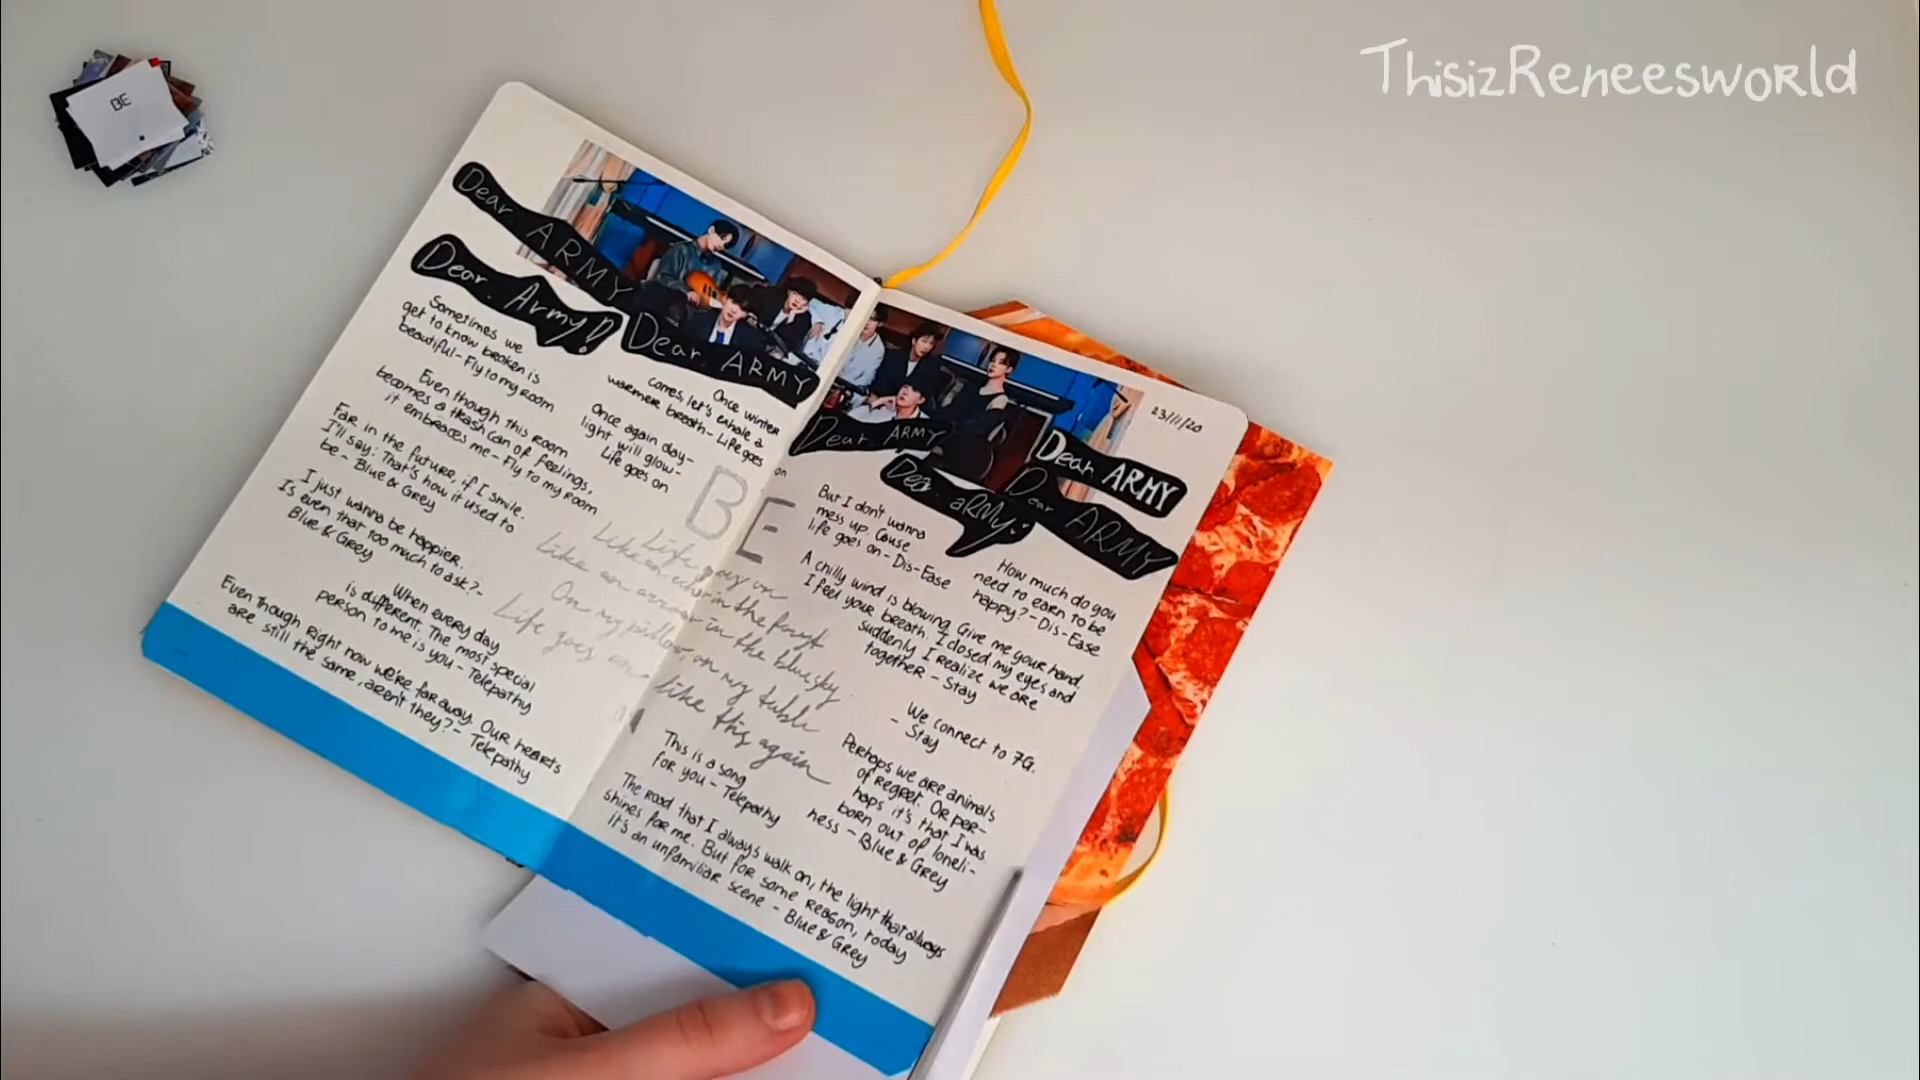 ThisizReneesworld
BE
Dear ARMY
Dear. Army!!
Dear. ARMY
Sometimes we
get to know broken is
beautiful - Fly to my room
Even though this room
becomes a trash can of feelings,
it embraces me - Fly to my room
Far in the future, if I smile.
I'll say: That's how it used to
be - Blue & Grey
I just wanna be happier.
Is even that too much to ask? -
Blue & Grey
When every day
is different. The most special
person to me is you - Telepathy
Even though right now we're far away. Our hearts
are still the same, aren't they? - Telepathy
Once winter
comes, let's exhale a
warmer breath - Life goes
on
Once again day-
light will glow -
Life goes on
BE
Life goes on
Like an echo in the forest
Like an arrow in the blue sky
On my pillow, on my table
Life goes on like this again
23/11/20
Dear ARMY
Dear ARMY
Dear. aRMY
Dear ARMY
But I don't wanna
mess up Cause
life goes on - Dis-Ease
How much do you
need to earn to be
happy? - Dis-Ease
A chilly wind is blowing. Give me your hand.
I feel your breath. I closed my eyes and
suddenly I realize we are
together - Stay
We connect to 7G.
- Stay
Perhaps we are animals
of regret. Or per-
haps it's that I was
born out of loneli-
ness - Blue & Grey
This is a song
for you - Telepathy
The road that I always walk on, the light that always
shines for me. But for some reason, today
it's an unfamiliar scene - Blue & Grey